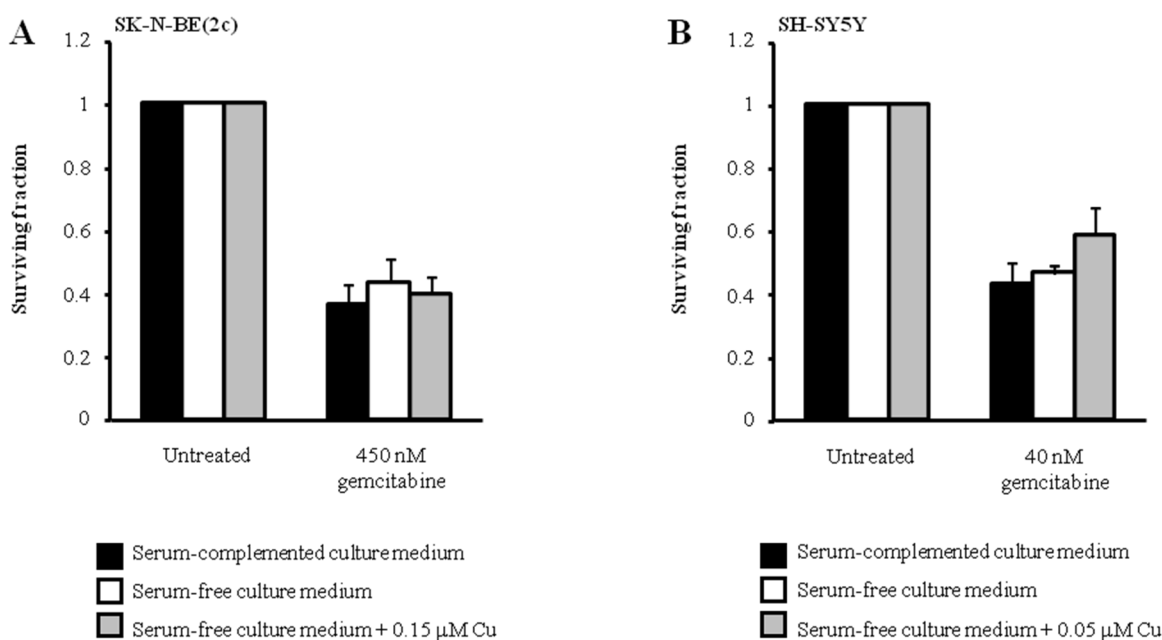 A
SK-N-BE(2c)
1.2
1
0.8
0.6
0.4
0.2
0
Surviving fraction
Untreated
450 nM
gemcitabine
Serum-complemented culture medium
Serum-free culture medium
Serum-free culture medium + 0.15 μM Cu
B
SH-SY5Y
1.2
1
0.8
0.6
0.4
0.2
0
Surviving fraction
Untreated
40 nM
gemcitabine
Serum-complemented culture medium
Serum-free culture medium
Serum-free culture medium + 0.05 μM Cu